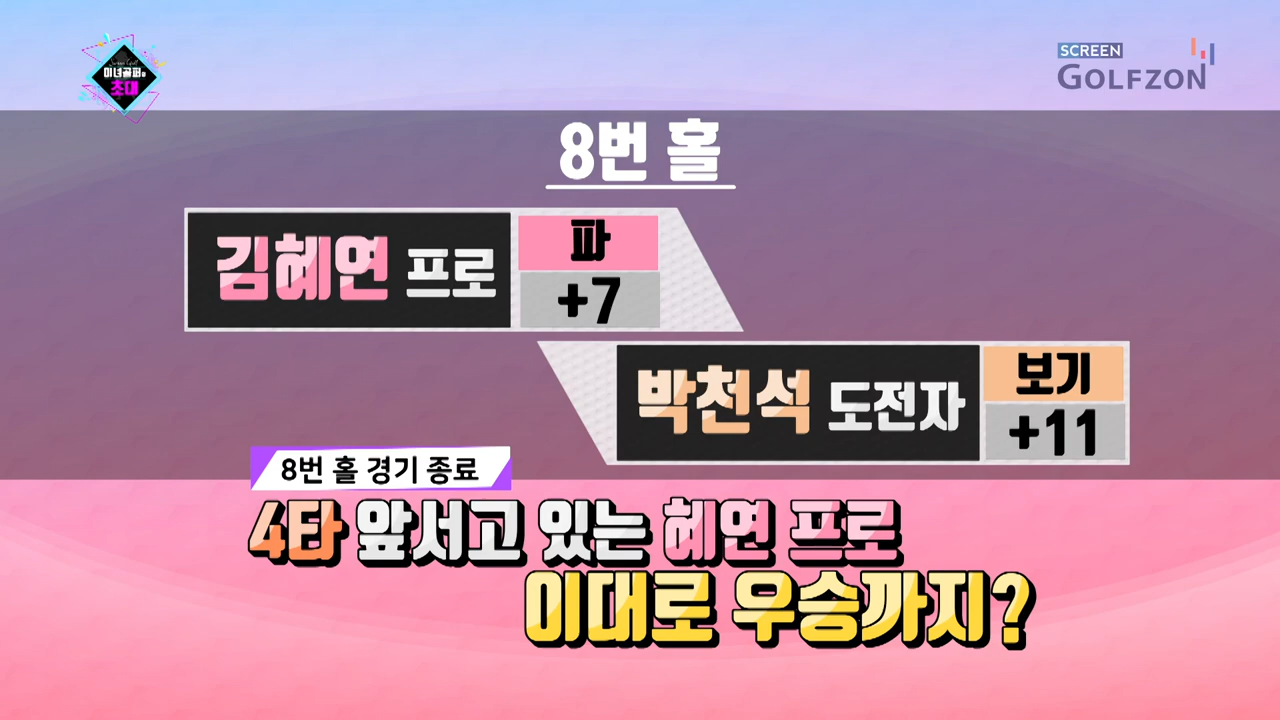 미녀골퍼의
초대
SCREEN
GOLFZON
8번 홀
김혜연 프로
파
+7
박천석 도전자
보기
+11
8번 홀 경기 종료
4타 앞서고 있는 혜연 프로
이대로 우승까지?